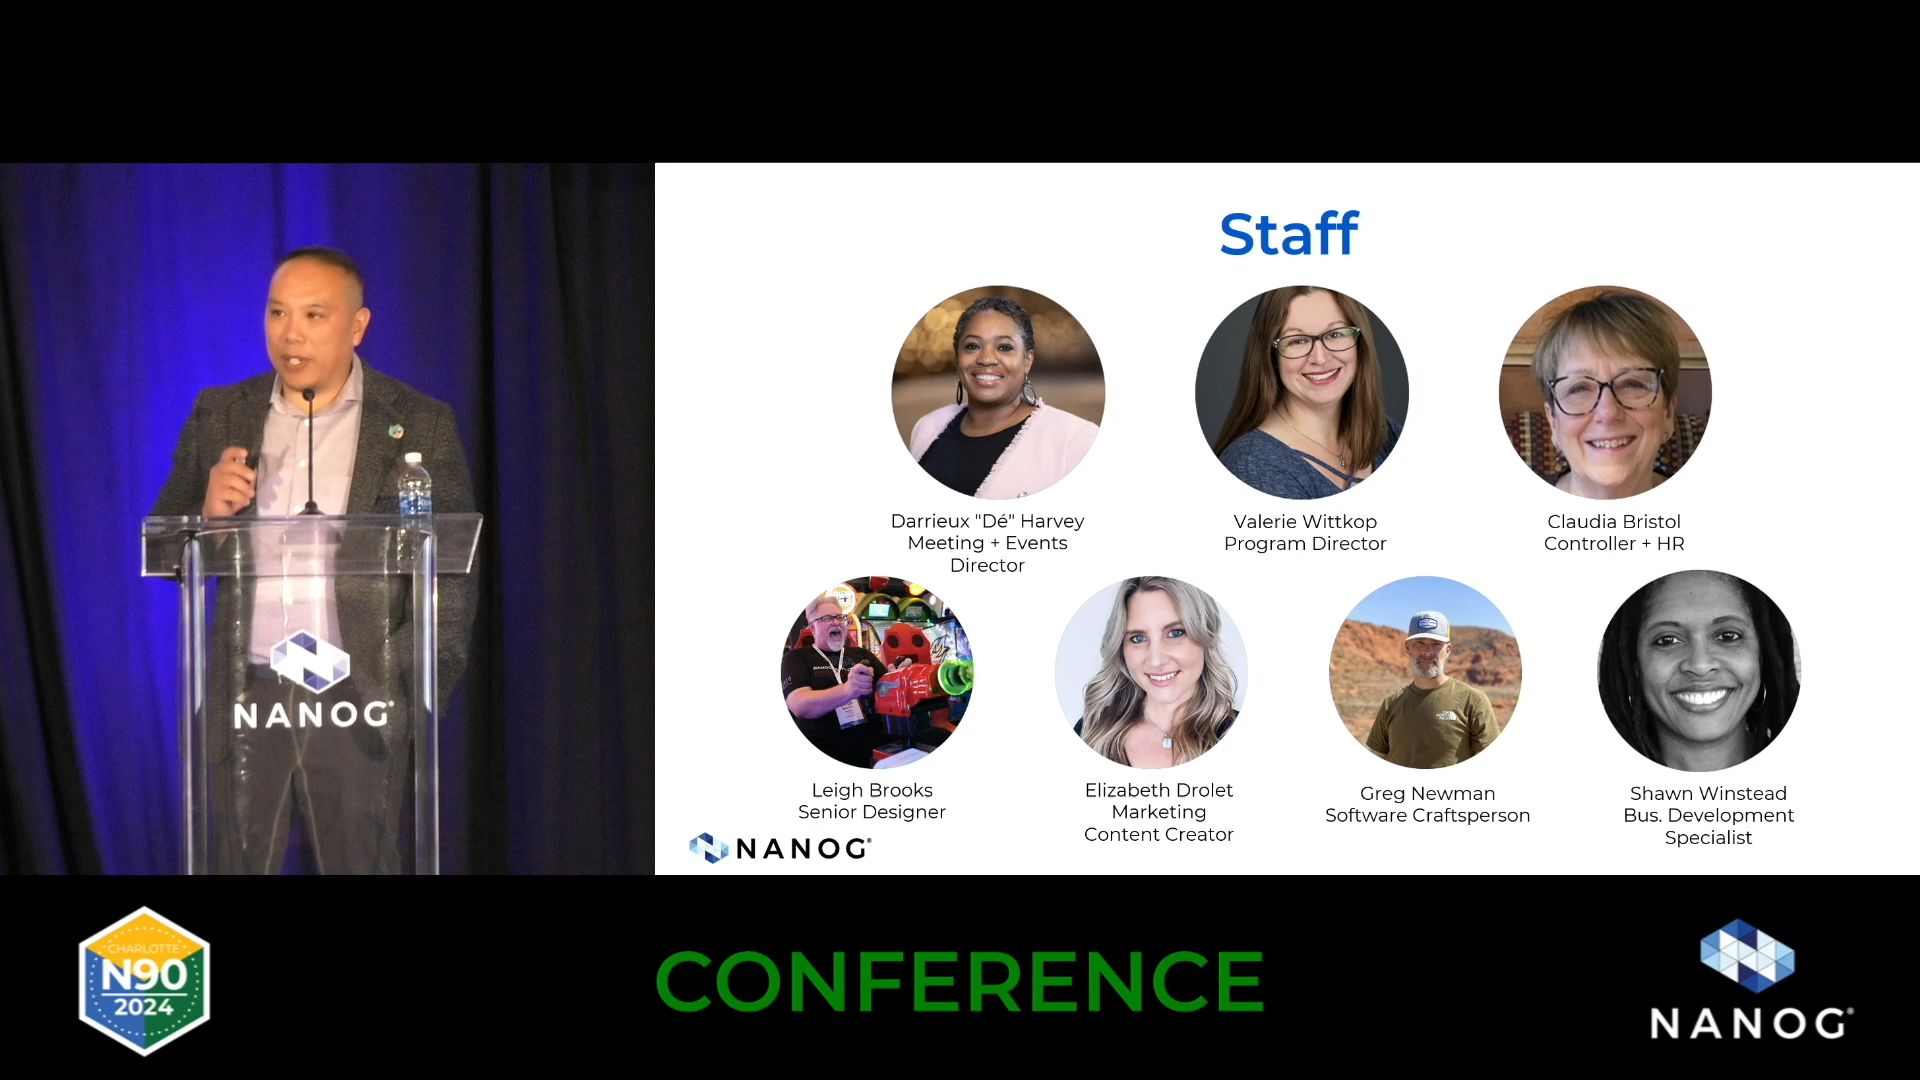 Staff
Darrieux "Dé" Harvey
Meeting + Events
Director
Valerie Wittkop
Program Director
Claudia Bristol
Controller + HR
Leigh Brooks
Senior Designer
Elizabeth Drolet
Marketing
Content Creator
Greg Newman
Software Craftsperson
Shawn Winstead
Bus. Development
Specialist
NANOG®
NANOG®
CHARLOTTE
N90
2024
CONFERENCE
NANOG®